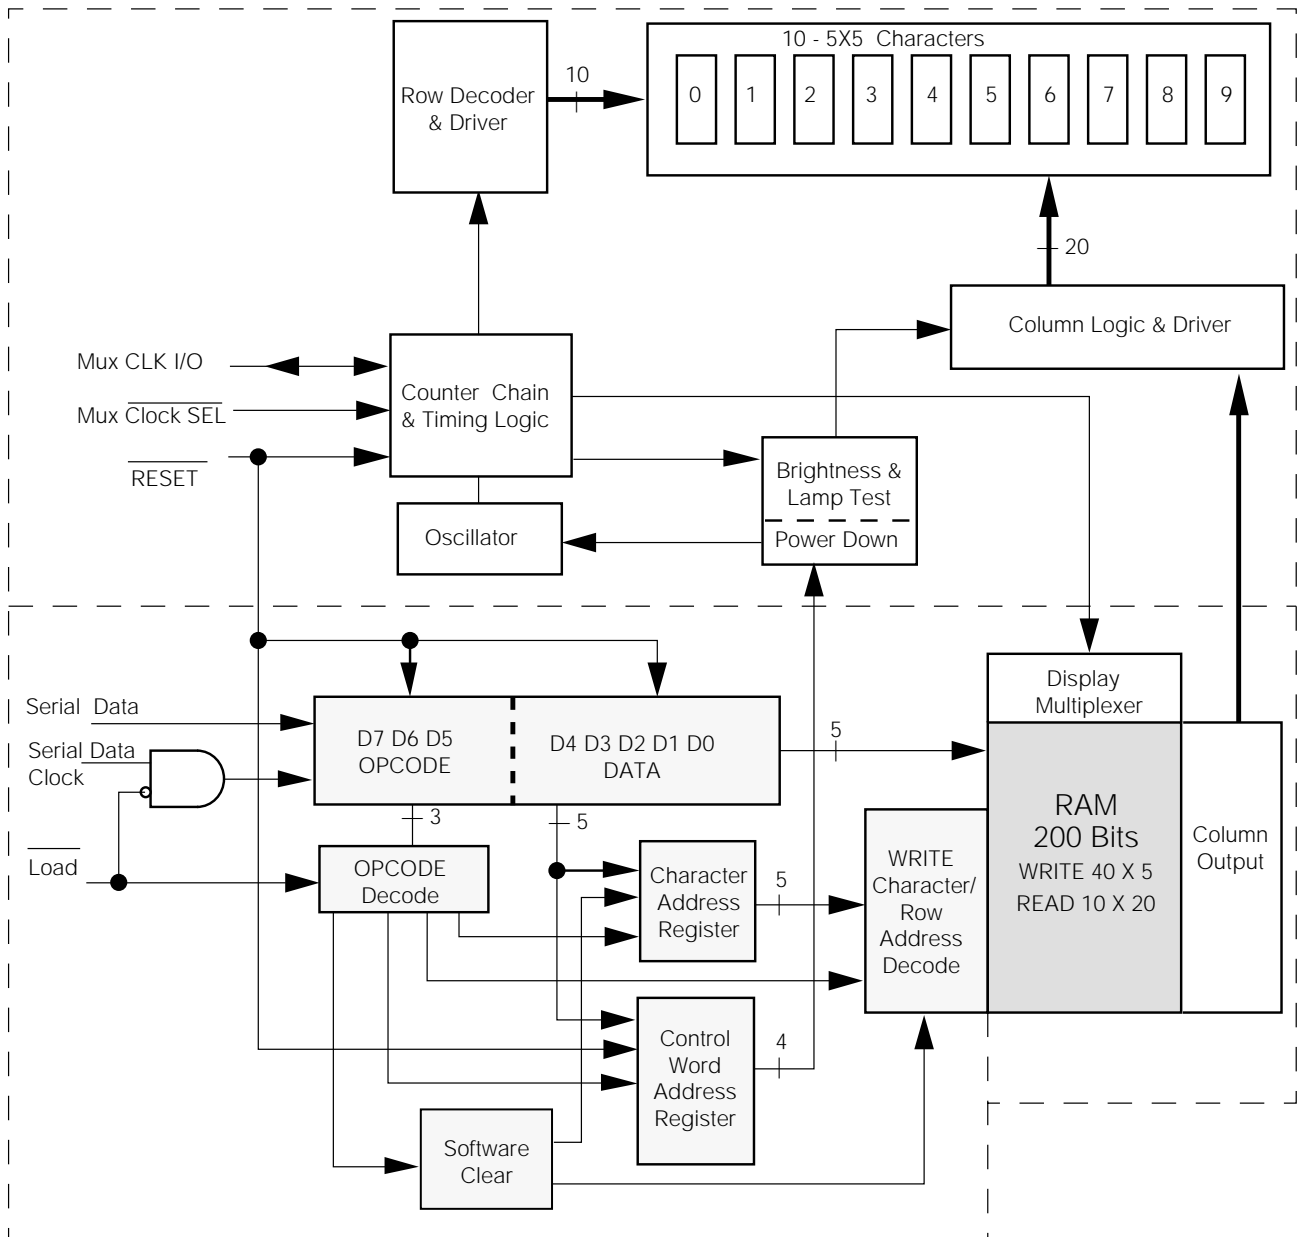 10 - 5X5 Characters
0 1 2 3 4 5 6 7 8 9
Row Decoder
& Driver
10
20
Column Logic & Driver
Mux CLK I/O
Mux Clock SEL
RESET
Counter Chain
& Timing Logic
Oscillator
Brightness &
Lamp Test
Power Down
Serial Data
Serial Data
Clock
Load
D7 D6 D5
OPCODE
D4 D3 D2 D1 D0
DATA
5
3
5
OPCODE
Decode
Character
Address
Register
5
Control
Word
Address
Register
4
Software
Clear
WRITE
Character/
Row
Address
Decode
Display
Multiplexer
RAM
200 Bits
WRITE 40 X 5
READ 10 X 20
Column
Output